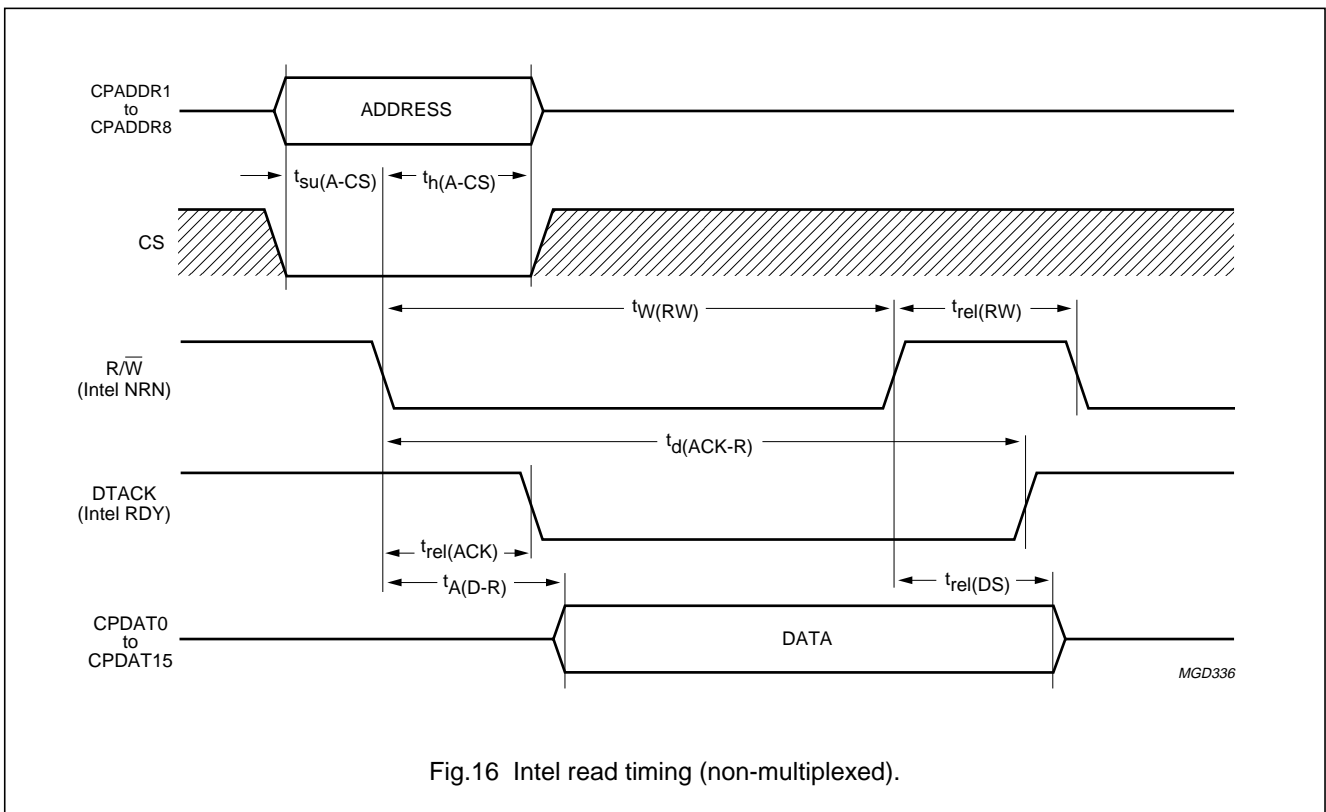 CPADDR1
to
CPADDR8
ADDRESS
tsu(A-CS)
th(A-CS)
CS
tW(RW)
trel(RW)
R/W̅
(Intel NRN)
td(ACK-R)
DTACK
(Intel RDY)
trel(ACK)
tA(D-R)
trel(DS)
CPDAT0
to
CPDAT15
DATA
MGD336
Fig.16 Intel read timing (non-multiplexed).